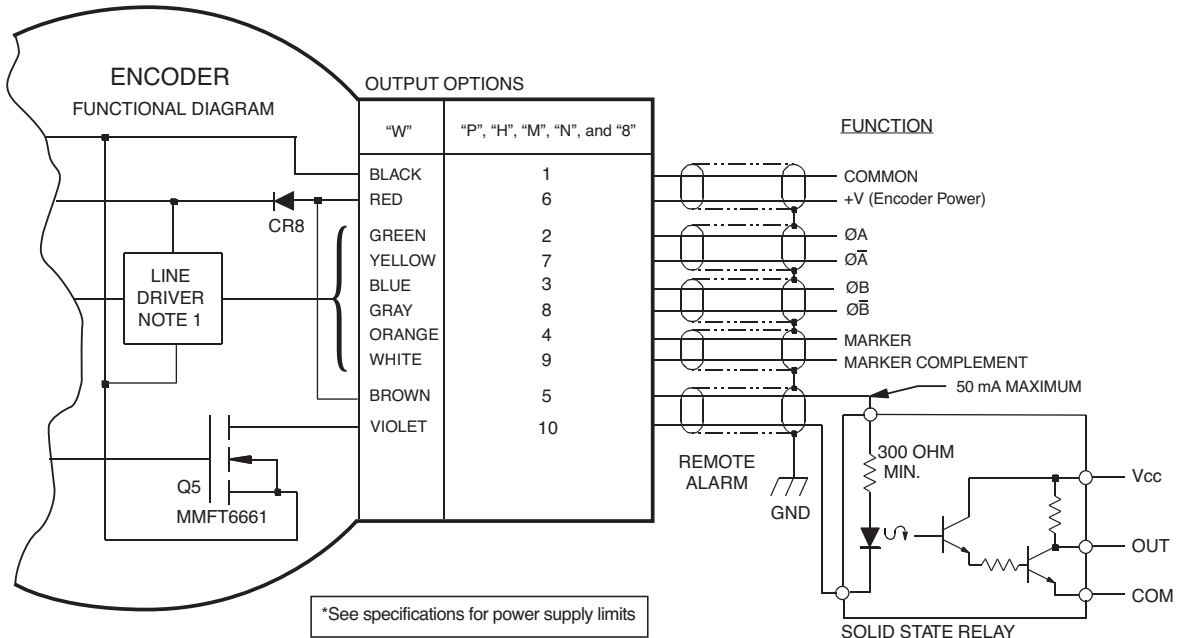 ENCODER
FUNCTIONAL DIAGRAM
OUTPUT OPTIONS
“W”
“P”, “H”, “M”, “N”, and “8”
FUNCTION
BLACK 1 COMMON
RED 6 +V (Encoder Power)
CR8
GREEN 2 ØA
YELLOW 7 ØA̅
BLUE 3 ØB
GRAY 8 ØB̅
ORANGE 4 MARKER
WHITE 9 MARKER COMPLEMENT
LINE
DRIVER
NOTE 1
BROWN 5 50 mA MAXIMUM
VIOLET 10
Q5
MMFT6661
REMOTE
ALARM
GND
300 OHM
MIN.
Vcc
OUT
COM
*See specifications for power supply limits
SOLID STATE RELAY